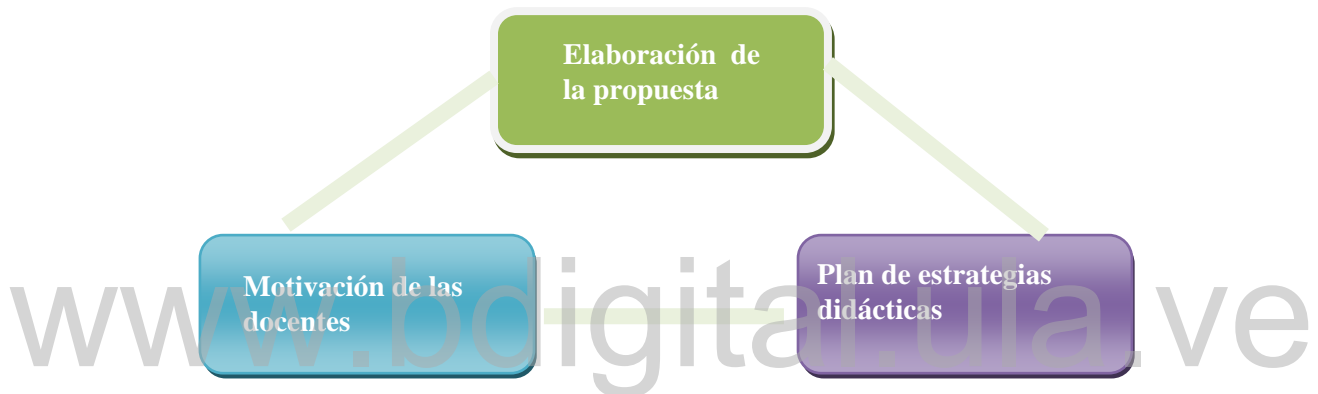 Elaboración de
la propuesta
Motivación de las
docentes
Plan de estrategias
didácticas
www.bdigital.ula.ve